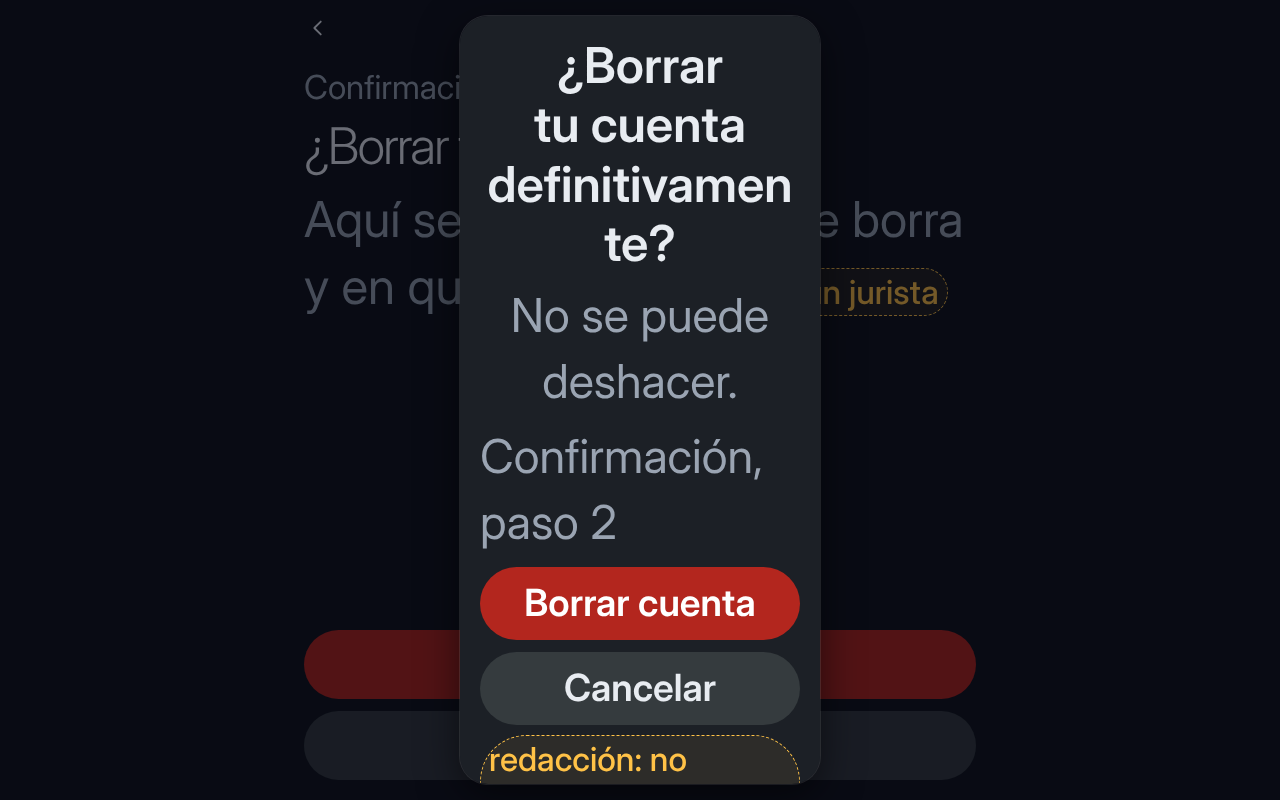 Confirmaci
¿Borrar
Aquí se
e borra
y en qu
un jurista
¿Borrar
tu cuenta
definitivamen
te?
No se puede
deshacer.
Confirmación,
paso 2
Borrar cuenta
Cancelar
redacción: no